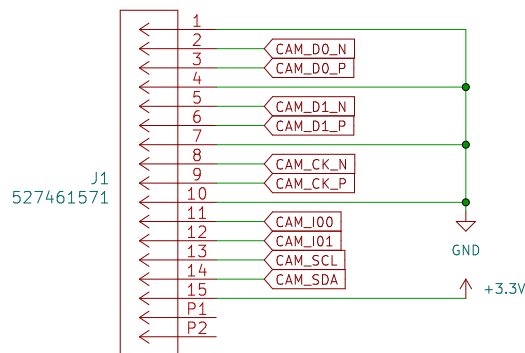 1
2 CAM_D0_N
3 CAM_D0_P
4
5 CAM_D1_N
6 CAM_D1_P
7
8 CAM_CK_N
J1
9 CAM_CK_P
527461571
10
11 CAM_IO0
12 CAM_IO1
GND
13 CAM_SCL
14 CAM_SDA
+3.3V
15
P1
P2